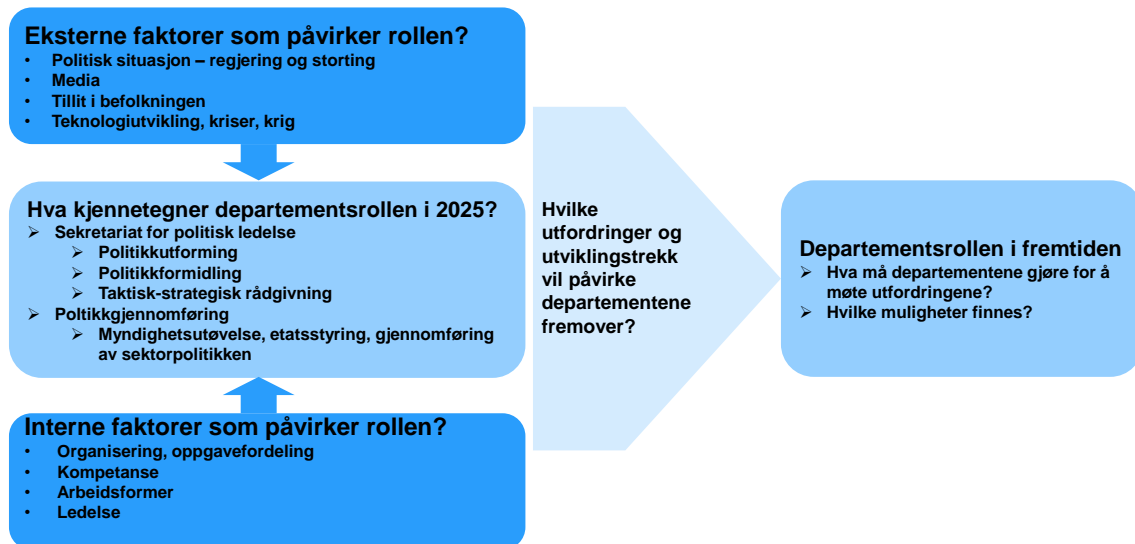 Eksterne faktorer som påvirker rollen?
• Politisk situasjon – regjering og storting
• Media
• Tillit i befolkningen
• Teknologiutvikling, kriser, krig
Hva kjennetegner departementsrollen i 2025?
➢ Sekretariat for politisk ledelse
➢ Politikkutforming
➢ Politikkformidling
➢ Taktisk-strategisk rådgivning
➢ Poltikkgjennomføring
➢ Myndighetsutøvelse, etatsstyring, gjennomføring
av sektorpolitikken
Interne faktorer som påvirker rollen?
• Organisering, oppgavefordeling
• Kompetanse
• Arbeidsformer
• Ledelse
Hvilke
utfordringer og
utviklingstrekk
vil påvirke
departementene
fremover?
Departementsrollen i fremtiden
➢ Hva må departementene gjøre for å
møte utfordringene?
➢ Hvilke muligheter finnes?